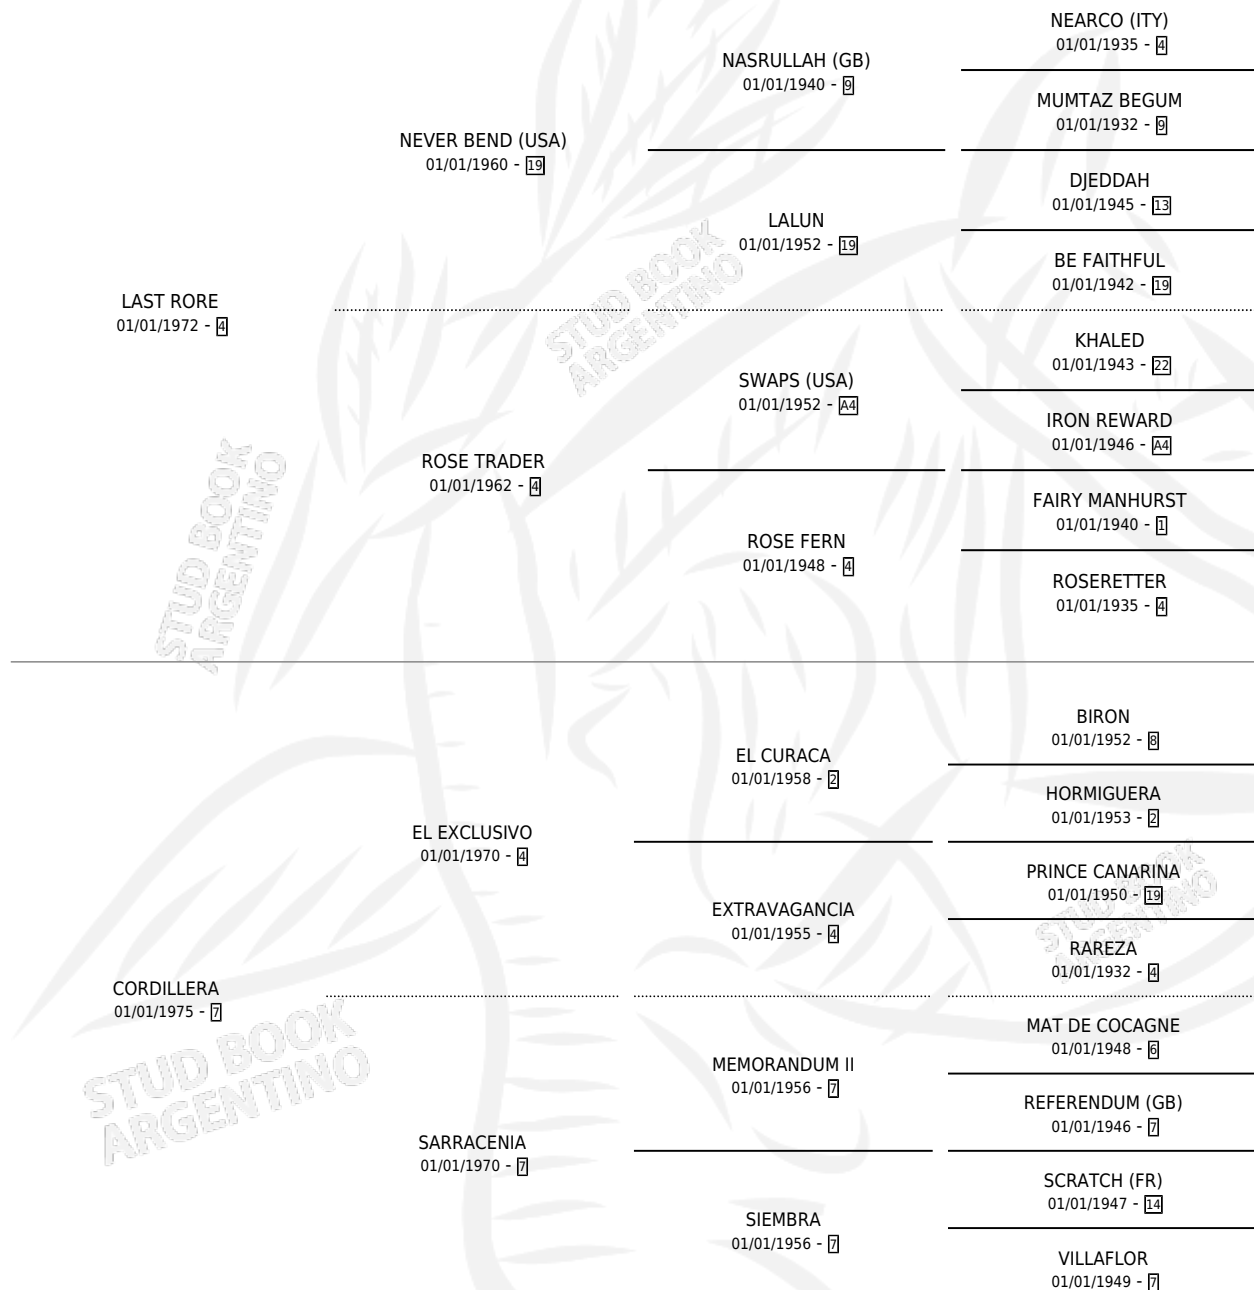 NEARCO (ITY)
01/01/1935 - 4
NASRULLAH (GB)
01/01/1940 - 9
MUMTAZ BEGUM
01/01/1932 - 9
NEVER BEND (USA)
01/01/1960 - 19
DJEDDAH
01/01/1945 - 13
LALUN
01/01/1952 - 19
BE FAITHFUL
01/01/1942 - 19
LAST RORE
01/01/1972 - 4
KHALED
01/01/1943 - 22
SWAPS (USA)
01/01/1952 - A4
IRON REWARD
01/01/1946 - A4
ROSE TRADER
01/01/1962 - 4
FAIRY MANHURST
01/01/1940 - 1
ROSE FERN
01/01/1948 - 4
ROSERETTER
01/01/1935 - 4
BIRON
01/01/1952 - 8
EL CURACA
01/01/1958 - 2
HORMIGUERA
01/01/1953 - 2
EL EXCLUSIVO
01/01/1970 - 4
PRINCE CANARINA
01/01/1950 - 19
EXTRAVAGANCIA
01/01/1955 - 4
RAREZA
01/01/1932 - 4
CORDILLERA
01/01/1975 - 7
MAT DE COCAGNE
01/01/1948 - 6
MEMORANDUM II
01/01/1956 - 7
REFERENDUM (GB)
01/01/1946 - 7
SARRACENIA
01/01/1970 - 7
SCRATCH (FR)
01/01/1947 - 14
SIEMBRA
01/01/1956 - 7
VILLAFLOR
01/01/1949 - 7
STUD BOOK
ARGENTINO
STUD BOOK
ARGENTINO
STUD BOOK
ARGENTINO
STUD BOOK
ARGENTINO